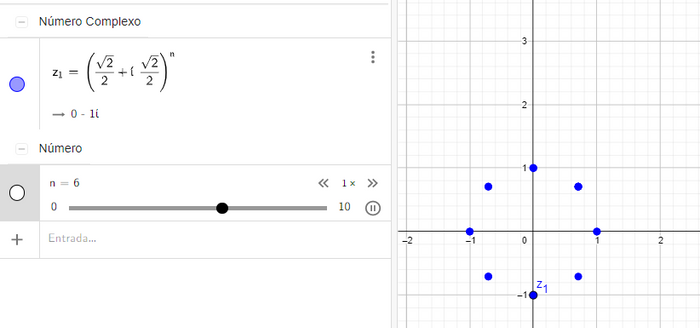 Número Complexo
z₁ = (√2/2 + i √2/2)ⁿ
→ 0 - 1i
Número
n = 6
1 ×
0 10
+ Entrada...
3
2
1
-2 -1 0 1 2
z₁
-1